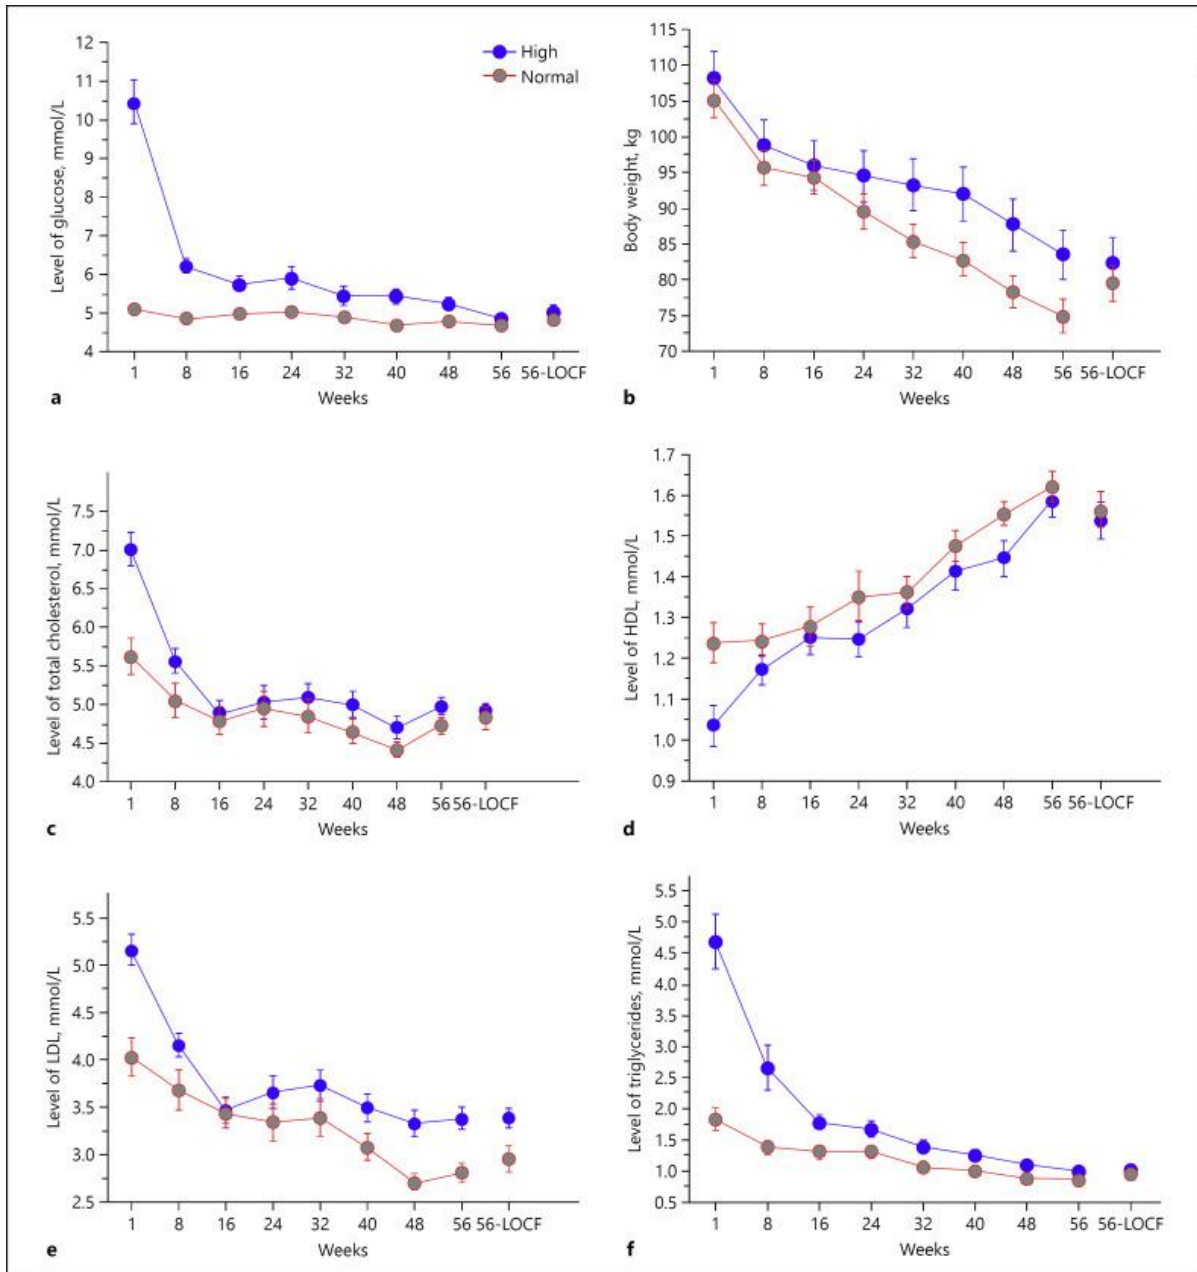 High
Normal
Level of glucose, mmol/L
12
11
10
9
8
7
6
5
4
1 8 16 24 32 40 48 56 56-LOCF
Weeks
a
Body weight, kg
115
110
105
100
95
90
85
80
75
70
1 8 16 24 32 40 48 56 56-LOCF
Weeks
b
Level of total cholesterol, mmol/L
7.5
7.0
6.5
6.0
5.5
5.0
4.5
4.0
1 8 16 24 32 40 48 56 56-LOCF
Weeks
c
Level of HDL, mmol/L
1.7
1.6
1.5
1.4
1.3
1.2
1.1
1.0
0.9
1 8 16 24 32 40 48 56 56-LOCF
Weeks
d
Level of LDL, mmol/L
5.5
5.0
4.5
4.0
3.5
3.0
2.5
1 8 16 24 32 40 48 56 56-LOCF
Weeks
e
Level of triglycerides, mmol/L
5.5
5.0
4.5
4.0
3.5
3.0
2.5
2.0
1.5
1.0
0.5
1 8 16 24 32 40 48 56 56-LOCF
Weeks
f